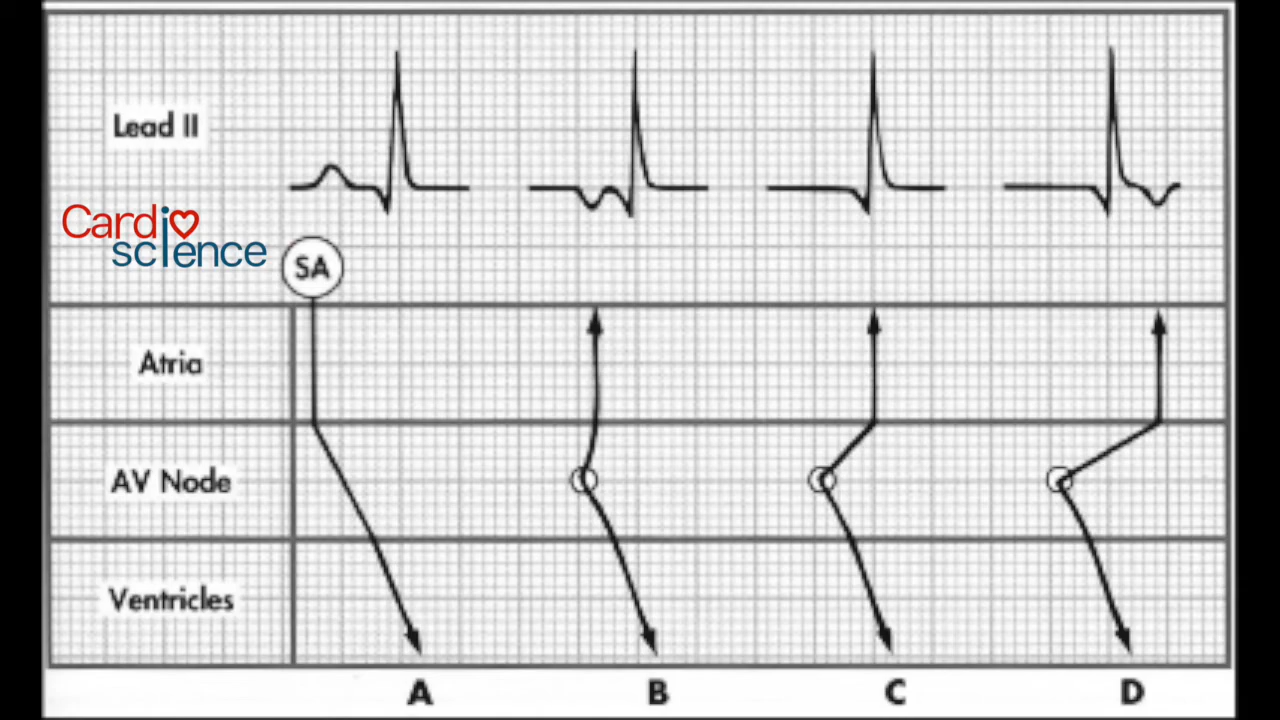 Lead II
Cardio
science
SA
Atria
AV Node
Ventricles
A B C D